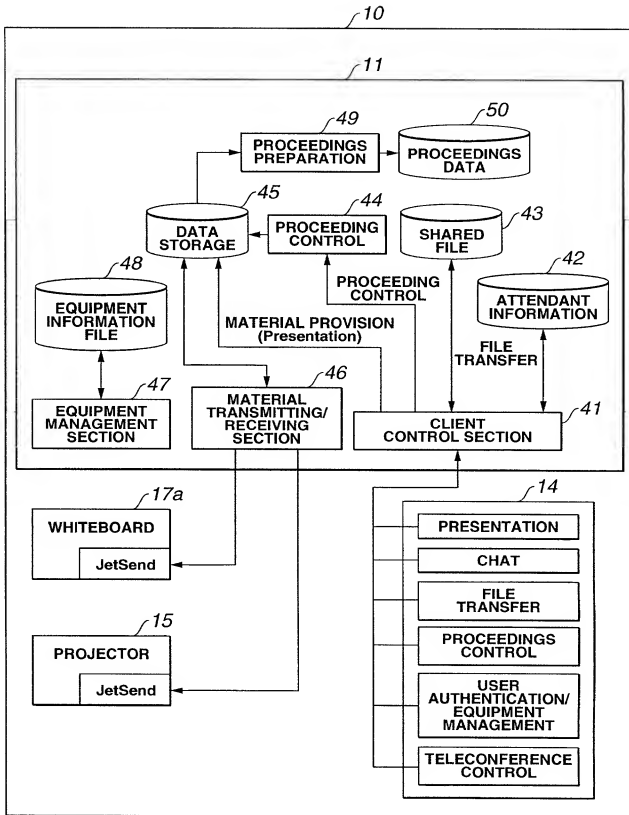 10
11
49
PROCEEDINGS
PREPARATION
50
PROCEEDINGS
DATA
45
DATA
STORAGE
44
PROCEEDING
CONTROL
43
SHARED
FILE
48
EQUIPMENT
INFORMATION
FILE
42
ATTENDANT
INFORMATION
PROCEEDING
CONTROL
MATERIAL PROVISION
(Presentation)
FILE
TRANSFER
47
EQUIPMENT
MANAGEMENT
SECTION
46
MATERIAL
TRANSMITTING/
RECEIVING
SECTION
41
CLIENT
CONTROL SECTION
17a
WHITEBOARD
JetSend
15
PROJECTOR
JetSend
14
PRESENTATION
CHAT
FILE
TRANSFER
PROCEEDINGS
CONTROL
USER
AUTHENTICATION/
EQUIPMENT
MANAGEMENT
TELECONFERENCE
CONTROL